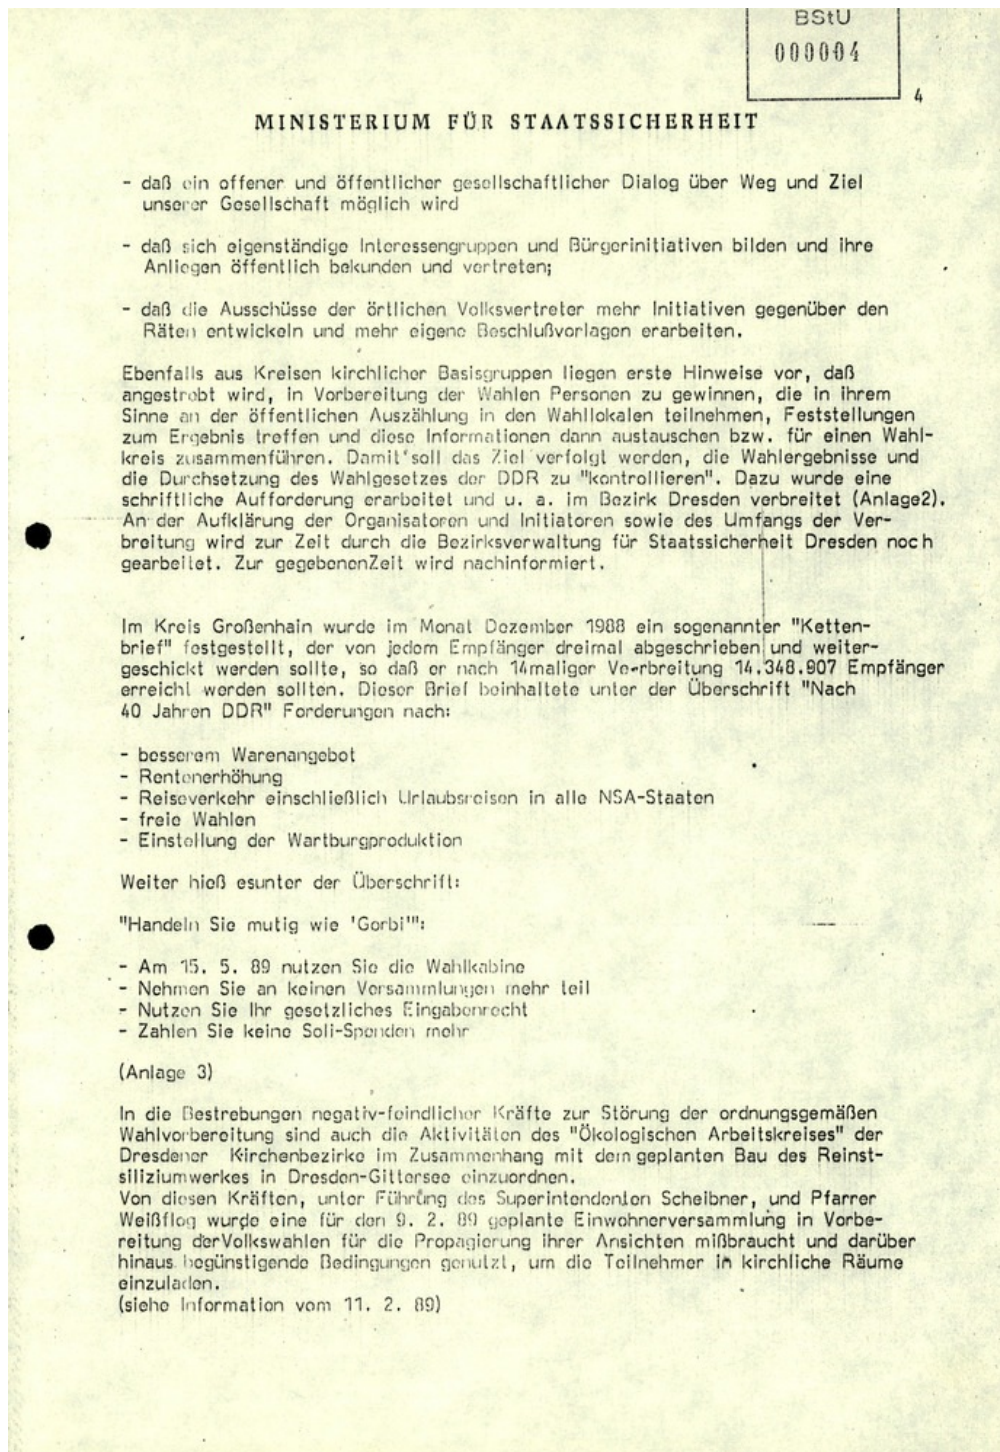 BStU
000004
4
MINISTERIUM FÜR STAATSSICHERHEIT
- daß ein offener und öffentlicher gesellschaftlicher Dialog über Weg und Ziel
unserer Gesellschaft möglich wird
- daß sich eigenständige Interessengruppen und Bürgerinitiativen bilden und ihre
Anliegen öffentlich bekunden und vertreten;
- daß die Ausschüsse der örtlichen Volksvertreter mehr Initiativen gegenüber den
Räten entwickeln und mehr eigene Beschlußvorlagen erarbeiten.
Ebenfalls aus Kreisen kirchlicher Basisgruppen liegen erste Hinweise vor, daß
angestrebt wird, in Vorbereitung der Wahlen Personen zu gewinnen, die in ihrem
Sinne an der öffentlichen Auszählung in den Wahllokalen teilnehmen, Feststellungen
zum Ergebnis treffen und diese Informationen dann austauschen bzw. für einen Wahl-
kreis zusammenführen. Damit soll das Ziel verfolgt werden, die Wahlergebnisse und
die Durchsetzung des Wahlgesetzes der DDR zu "kontrollieren". Dazu wurde eine
schriftliche Aufforderung erarbeitet und u. a. im Bezirk Dresden verbreitet (Anlage2).
An der Aufklärung der Organisatoren und Initiatoren sowie des Umfangs der Ver-
breitung wird zur Zeit durch die Bezirksverwaltung für Staatssicherheit Dresden noch
gearbeitet. Zur gegebenenZeit wird nachinformiert.
Im Kreis Großenhain wurde im Monat Dezember 1988 ein sogenannter "Ketten-
brief" festgestellt, der von jedem Empfänger dreimal abgeschrieben und weiter-
geschickt werden sollte, so daß er nach 14maliger Verbreitung 14.348.907 Empfänger
erreicht werden sollten. Dieser Brief beinhaltete unter der Überschrift "Nach
40 Jahren DDR" Forderungen nach:
- besserem Warenangebot
- Rentenerhöhung
- Reiseverkehr einschließlich Urlaubsreisen in alle NSA-Staaten
- freie Wahlen
- Einstellung der Wartburgproduktion
Weiter hieß esunter der Überschrift:
"Handeln Sie mutig wie 'Gorbi'":
- Am 15. 5. 89 nutzen Sie die Wahlkabine
- Nehmen Sie an keinen Versammlungen mehr teil
- Nutzen Sie Ihr gesetzliches Eingabenrecht
- Zahlen Sie keine Soli-Spenden mehr
(Anlage 3)
In die Bestrebungen negativ-feindlicher Kräfte zur Störung der ordnungsgemäßen
Wahlvorbereitung sind auch die Aktivitäten des "Ökologischen Arbeitskreises" der
Dresdener Kirchenbezirke im Zusammenhang mit dem geplanten Bau des Reinst-
siliziumwerkes in Dresden-Gittersee einzuordnen.
Von diesen Kräften, unter Führung des Superintendenten Scheibner, und Pfarrer
Weißflog wurde eine für den 9. 2. 89 geplante Einwohnerversammlung in Vorbe-
reitung derVolkswahlen für die Propagierung ihrer Ansichten mißbraucht und darüber
hinaus begünstigende Bedingungen genutzt, um die Teilnehmer in kirchliche Räume
einzuladen.
(siehe Information vom 11. 2. 89)